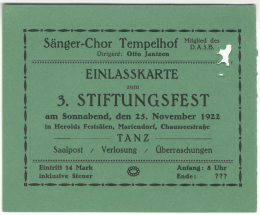 Sänger-Chor Tempelhof
Mitglied des
D.A.S.B.
Dirigent: Otto Jantzen
EINLASSKARTE
zum
3. STIFTUNGSFEST
am Sonnabend, den 25. November 1922
in Herolds Festsälen, Mariendorf, Chausseestraße
TANZ
Saalpost / Verlosung / Überraschungen
Eintritt 14 Mark
inklusive Steuer
Anfang: 8 Uhr
Ende: ???